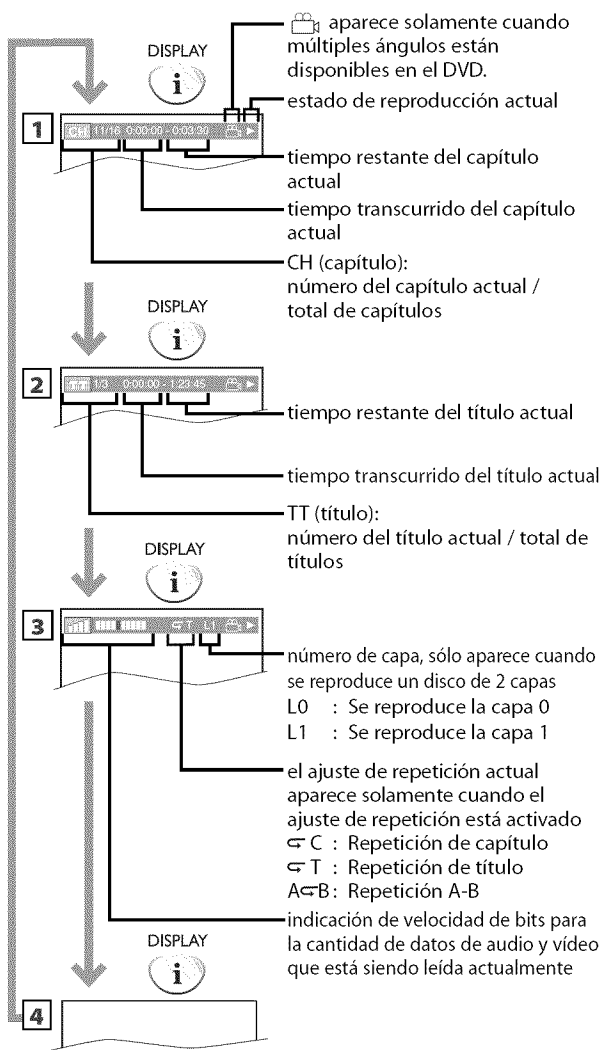 DISPLAY
i
aparece solamente cuando
múltiples ángulos están
disponibles en el DVD.
estado de reproducción actual
1
CH 11/16 0:00:00 - 0:03:30
tiempo restante del capítulo
actual
tiempo transcurrido del capítulo
actual
CH (capítulo):
número del capítulo actual /
total de capítulos
DISPLAY
i
2
TT 1/3 0:00:00 - 1:23:45
tiempo restante del título actual
tiempo transcurrido del título actual
TT (título):
número del título actual / total de
títulos
DISPLAY
i
3
T L1
número de capa, sólo aparece cuando
se reproduce un disco de 2 capas
L0 : Se reproduce la capa 0
L1 : Se reproduce la capa 1
el ajuste de repetición actual
aparece solamente cuando el
ajuste de repetición está activado
C : Repetición de capítulo
T : Repetición de título
A B : Repetición A-B
indicación de velocidad de bits para
la cantidad de datos de audio y vídeo
que está siendo leída actualmente
DISPLAY
i
4